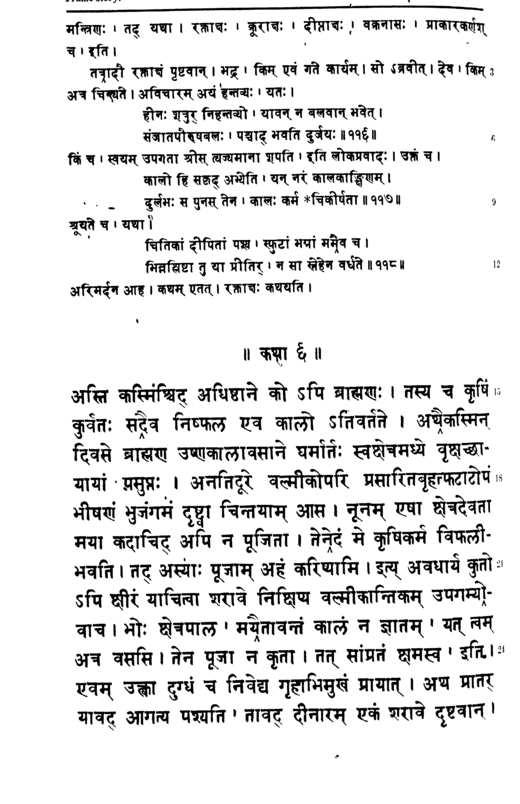 मन्त्रिणः । तद् यथा । रक्ताक्षः । क्रूराक्षः । दीप्ताक्षः । वक्रनासः । प्राकारकर्णश्
च । इति ।
तत्रादौ रक्ताक्षं पृष्टवान् । भद्र । किम् एवं गते कार्यम् । सो ऽब्रवीत् । देव । किम् 3
अत्र चिन्त्यते । अविचारम् अयं हन्तव्यः । यतः ।
हीनः शत्रुर् निहन्तव्यो । यावन् न बलवान् भवेत् ।
संजातपौरुषबलः । पश्चाद् भवति दुर्जयः ॥ ११६ ॥ 6
किं च । स्वयम् उपगता श्रीस् त्यज्यमाना शपति । इति लोकप्रवादः । उक्तं च ।
कालो हि सकृद् अभ्येति । यन् नरं कालकाङ्क्षिणम् ।
दुर्लभः स पुनस् तेन । कालः कर्म *चिकीर्षता ॥ ११७ ॥ 9
श्रूयते च । यथा ।
चितिकां दीपितां पश्य । स्फुटां भग्नां ममैव च ।
भिन्नश्लिष्टा तु या प्रीतिर् । न सा स्नेहेन वर्धते ॥ ११८ ॥ 12
अरिमर्दन आह । कथम् एतत् । रक्ताक्षः कथयति ।
॥ कथा ६ ॥
अस्ति कस्मिंश्चिद् अधिष्ठाने को ऽपि ब्राह्मणः । तस्य च कृषिं 15
कुर्वतः सदैव निष्फल एव कालो ऽतिवर्तते । अथैकस्मिन्
दिवसे ब्राह्मण उष्णकालावसाने घर्मार्तः स्वक्षेत्रमध्ये वृक्षच्छा-
यायां प्रसुप्तः । अनतिदूरे वल्मीकोपरि प्रसारितबृहत्फटाटोपं 18
भीषणं भुजंगमं दृष्ट्वा चिन्तयाम् आस । नूनम् एषा क्षेत्रदेवता
मया कदाचिद् अपि न पूजिता । तेनेदं मे कृषिकर्म विफली-
भवति । तद् अस्याः पूजाम् अहं करिष्यामि । इत्य् अवधार्य कुतो 21
ऽपि क्षीरं याचित्वा शरावे निक्षिप्य वल्मीकान्तिकम् उपगम्यो-
वाच । भोः क्षेत्रपाल । मयैतावन्तं कालं न ज्ञातम् । यत् त्वम्
अत्र वससि । तेन पूजा न कृता । तत् सांप्रतं क्षमस्व । इति । 24
एवम् उक्त्वा दुग्धं च निवेद्य गृहाभिमुखं प्रायात् । अथ प्रातर्
यावद् आगत्य पश्यति । तावद् दीनारम् एकं शरावे दृष्टवान् ।